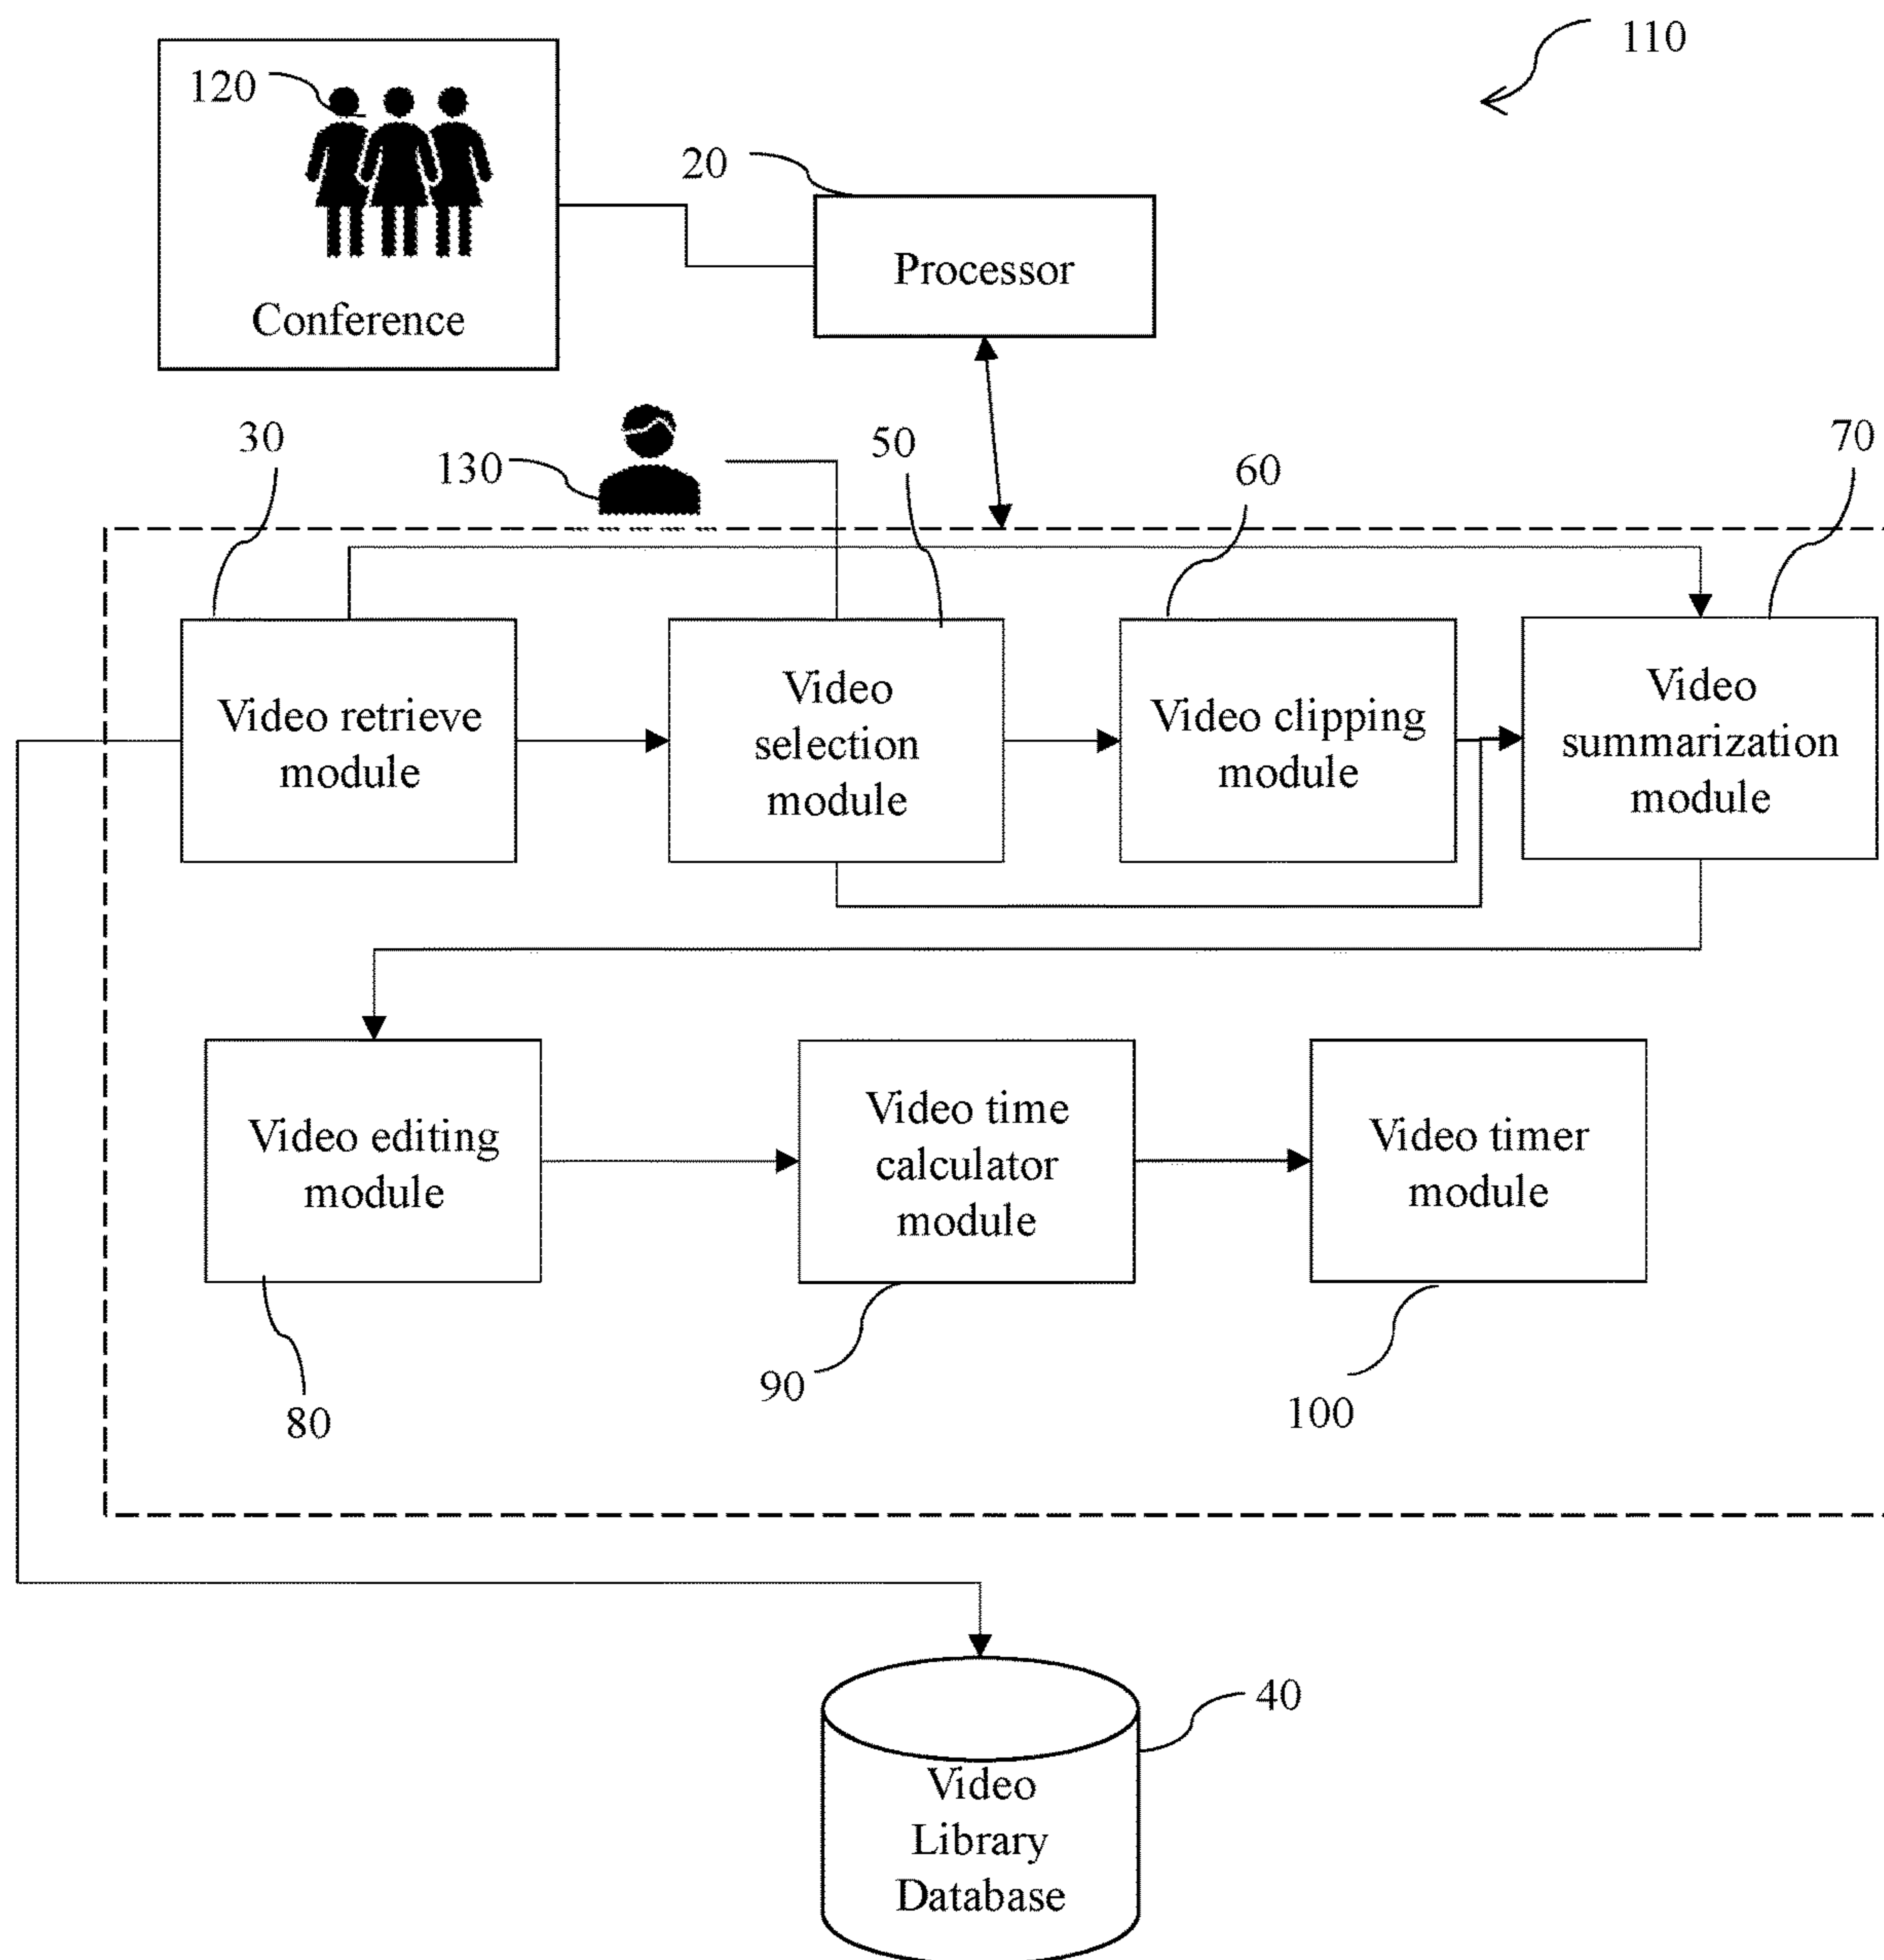 110
120
20
Processor
Conference
30
130
50
60
70
Video retrieve
module
Video
selection
module
Video clipping
module
Video
summarization
module
Video editing
module
Video time
calculator
module
Video timer
module
80
90
100
40
Video
Library
Database